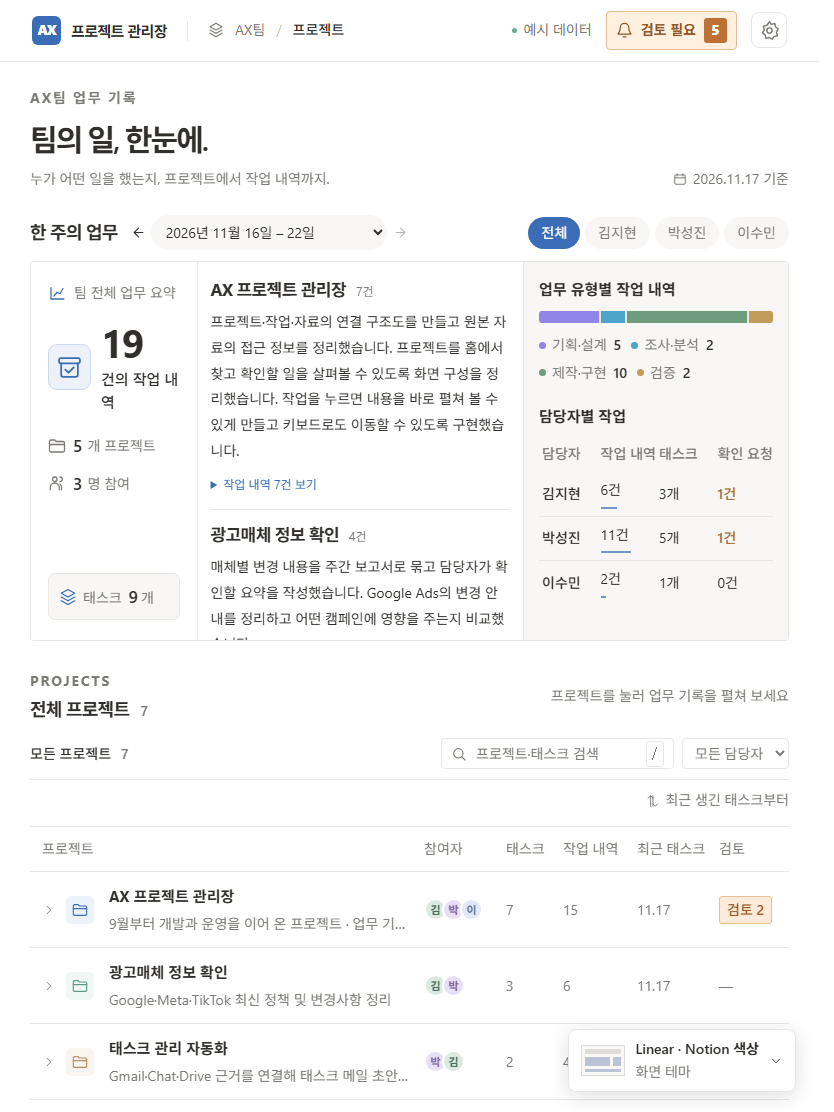 AX 프로젝트 관리장 AX팀 / 프로젝트 예시 데이터 검토 필요 5
AX팀 업무 기록
팀의 일, 한눈에.
누가 어떤 일을 했는지, 프로젝트에서 작업 내역까지.
2026.11.17 기준
한 주의 업무 ← 2026년 11월 16일 – 22일 →
전체 김지현 박성진 이수민
팀 전체 업무 요약
19
건의 작업 내
역
5 개 프로젝트
3 명 참여
태스크 9 개
AX 프로젝트 관리장 7건
프로젝트·작업·자료의 연결 구조도를 만들고 원본 자
료의 접근 정보를 정리했습니다. 프로젝트를 홈에서
찾고 확인할 일을 살펴볼 수 있도록 화면 구성을 정
리했습니다. 작업을 누르면 내용을 바로 펼쳐 볼 수
있게 만들고 키보드로도 이동할 수 있도록 구현했습
니다.
▶ 작업 내역 7건 보기
광고매체 정보 확인 4건
매체별 변경 내용을 주간 보고서로 묶고 담당자가 확
인할 요약을 작성했습니다. Google Ads의 변경 안
내를 정리하고 어떤 캠페인에 영향을 주는지 비교했
업무 유형별 작업 내역
기획·설계 5 조사·분석 2
제작·구현 10 검증 2
담당자별 작업
담당자 작업 내역 태스크 확인 요청
김지현 6건 3개 1건
박성진 11건 5개 1건
이수민 2건 1개 0건
PROJECTS
전체 프로젝트 7
프로젝트를 눌러 업무 기록을 펼쳐 보세요
모든 프로젝트 7
프로젝트·태스크 검색 / 모든 담당자
최근 생긴 태스크부터
프로젝트 참여자 태스크 작업 내역 최근 태스크 검토
AX 프로젝트 관리장
9월부터 개발과 운영을 이어 온 프로젝트 · 업무 기...
김 박 이 7 15 11.17 검토 2
광고매체 정보 확인
Google·Meta·TikTok 최신 정책 및 변경사항 정리
김 박 3 6 11.17 —
태스크 관리 자동화
Gmail·Chat·Drive 근거를 연결해 태스크 메일 초안...
박 김 2
Linear · Notion 색상
화면 테마